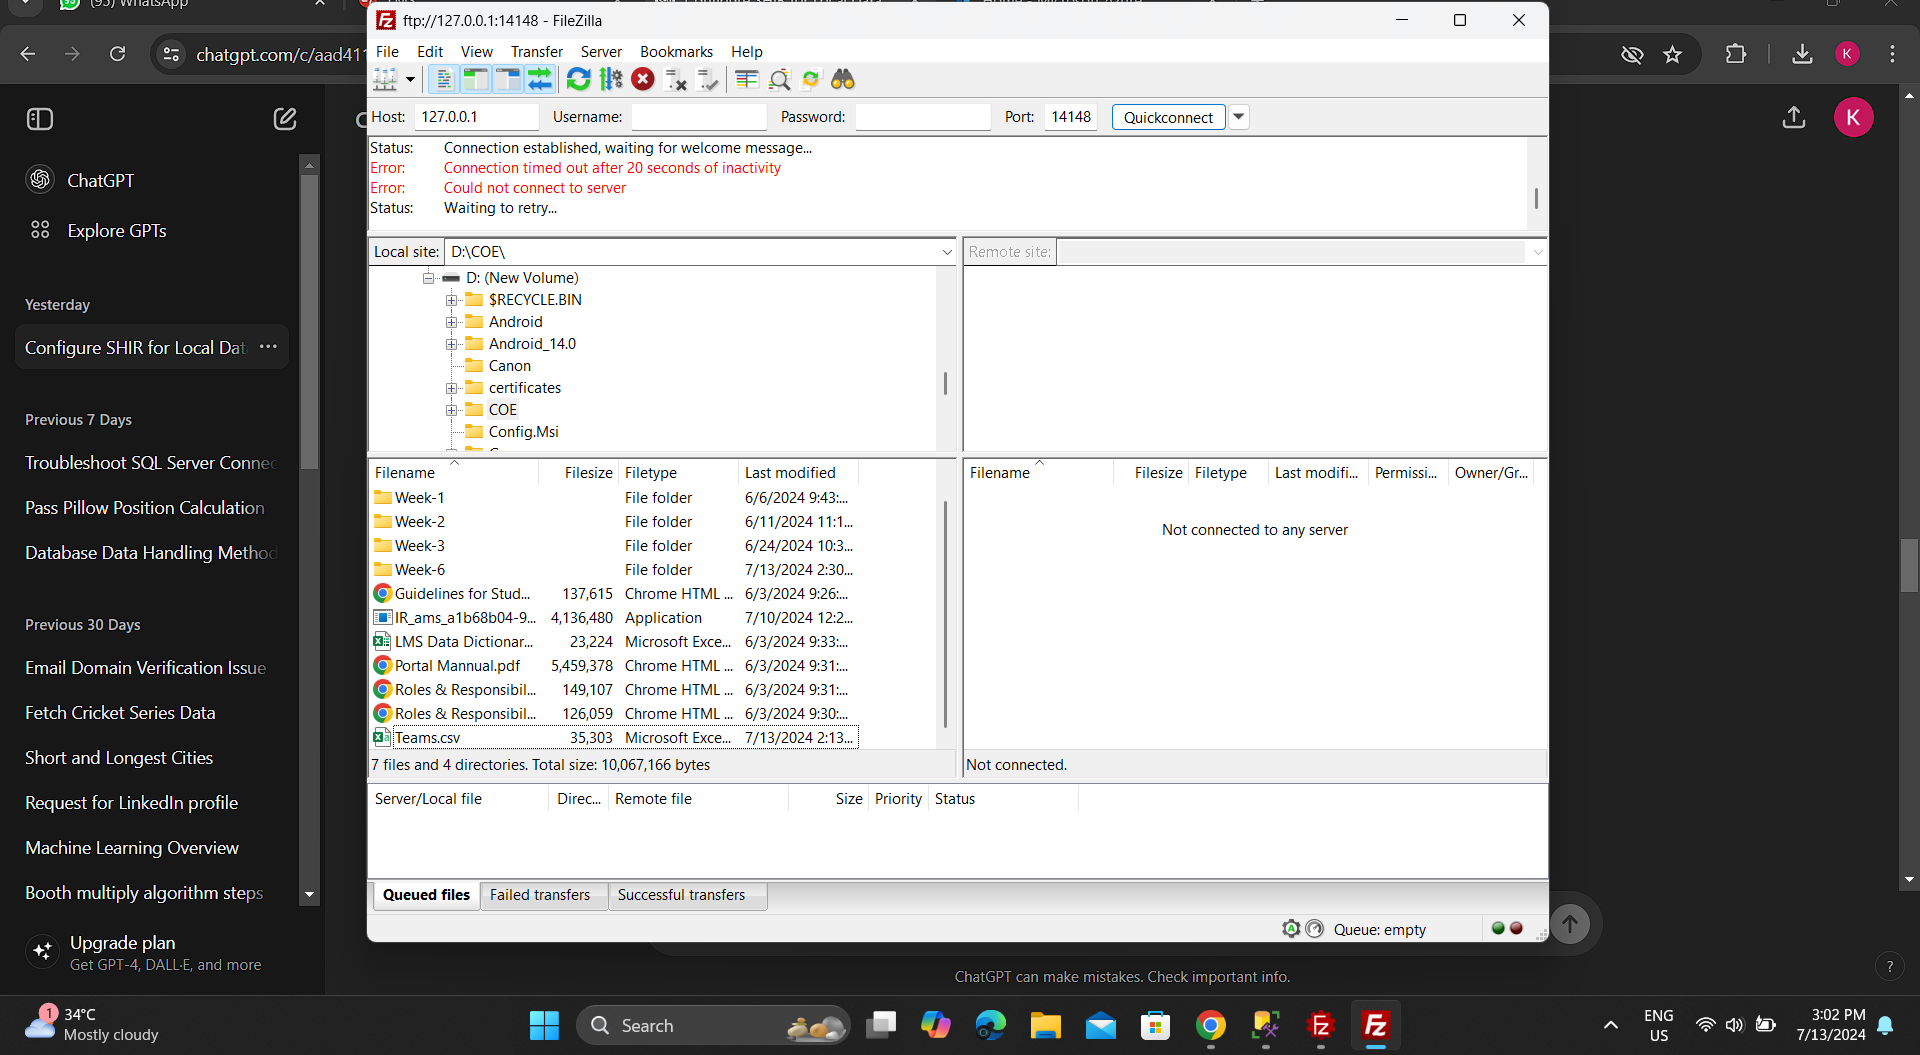 (95) WhatsApp
ftp://127.0.0.1:14148 - FileZilla
chatgpt.com/c/aad411
K
File Edit View Transfer Server Bookmarks Help
Host: 127.0.0.1 Username: Password: Port: 14148 Quickconnect
Status: Connection established, waiting for welcome message...
Error: Connection timed out after 20 seconds of inactivity
Error: Could not connect to server
Status: Waiting to retry...
Local site: D:\COE\
Remote site:
D: (New Volume)
$RECYCLE.BIN
Android
Android_14.0
Canon
certificates
COE
Config.Msi
Filename Filesize Filetype Last modified
Week-1 File folder 6/6/2024 9:43:...
Week-2 File folder 6/11/2024 11:1...
Week-3 File folder 6/24/2024 10:3...
Week-6 File folder 7/13/2024 2:30...
Guidelines for Stud... 137,615 Chrome HTML ... 6/3/2024 9:26:...
IR_ams_a1b68b04-9... 4,136,480 Application 7/10/2024 12:2...
LMS Data Dictionar... 23,224 Microsoft Exce... 6/3/2024 9:33:...
Portal Mannual.pdf 5,459,378 Chrome HTML ... 6/3/2024 9:31:...
Roles & Responsibil... 149,107 Chrome HTML ... 6/3/2024 9:31:...
Roles & Responsibil... 126,059 Chrome HTML ... 6/3/2024 9:30:...
Teams.csv 35,303 Microsoft Exce... 7/13/2024 2:13...
7 files and 4 directories. Total size: 10,067,166 bytes
Filename Filesize Filetype Last modifi... Permissi... Owner/Gr...
Not connected to any server
Not connected.
Server/Local file Direc... Remote file Size Priority Status
Queued files Failed transfers Successful transfers
Queue: empty
ChatGPT
Explore GPTs
Yesterday
Configure SHIR for Local Dat ...
Previous 7 Days
Troubleshoot SQL Server Connec
Pass Pillow Position Calculation
Database Data Handling Method
Previous 30 Days
Email Domain Verification Issue
Fetch Cricket Series Data
Short and Longest Cities
Request for LinkedIn profile
Machine Learning Overview
Booth multiply algorithm steps
Upgrade plan
Get GPT-4, DALL·E, and more
K
ChatGPT can make mistakes. Check important info.
?
1
34°C
Mostly cloudy
Search
ENG
US
3:02 PM
7/13/2024